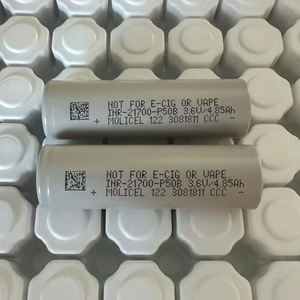 NOT FOR E-CIG OR VAPE
INR-21700-P50B 3.6V/4.85Ah
+ MOLICEL 122 3081811 CCC -
NOT FOR E-CIG OR VAPE
INR-21700-P50B 3.6V/4.85Ah
+ MOLICEL 122 3081811 CCC -